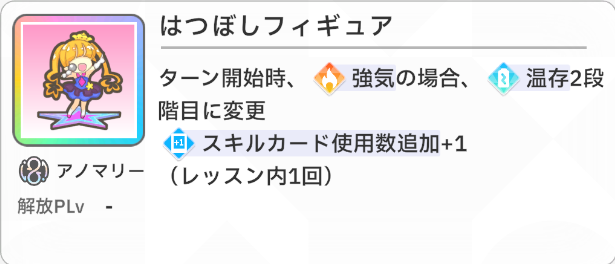 はつぼしフィギュア
ターン開始時、強気の場合、温存2段
階目に変更
スキルカード使用数追加+1
（レッスン内1回）
アノマリー
解放PLv -